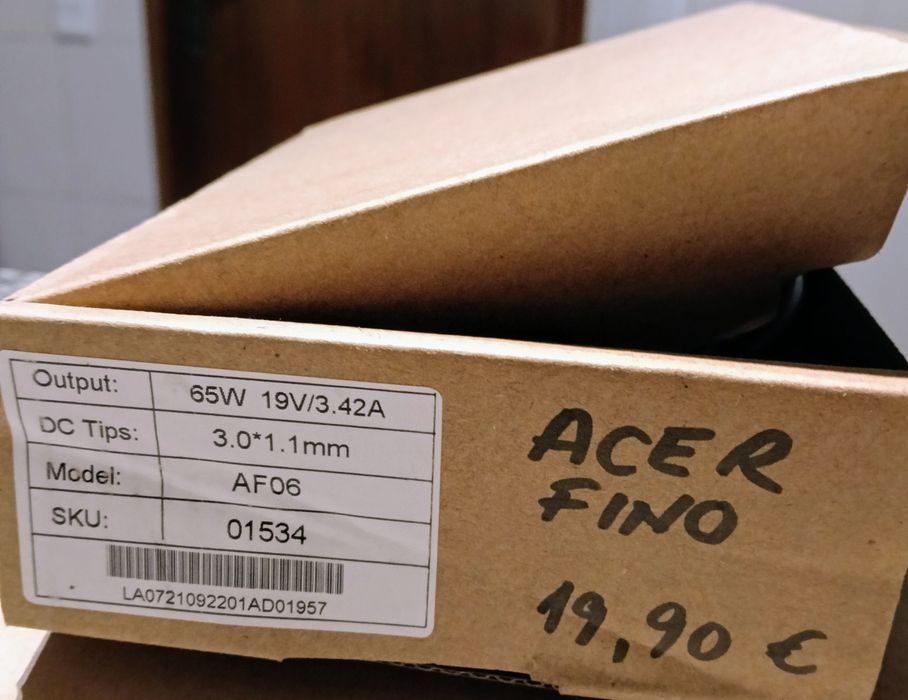 Output: 65W 19V/3.42A
DC Tips: 3.0*1.1mm
Model: AF06
SKU: 01534
LA0721092201AD01957
ACER
FINO
19,90 €